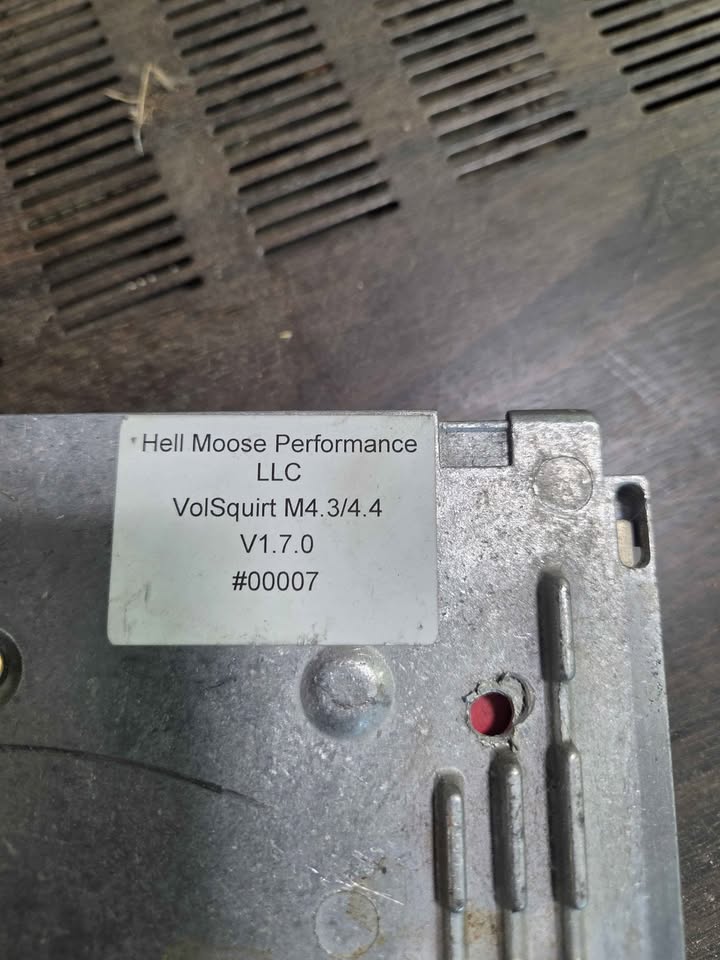 Hell Moose Performance
LLC
VolSquirt M4.3/4.4
V1.7.0
#00007